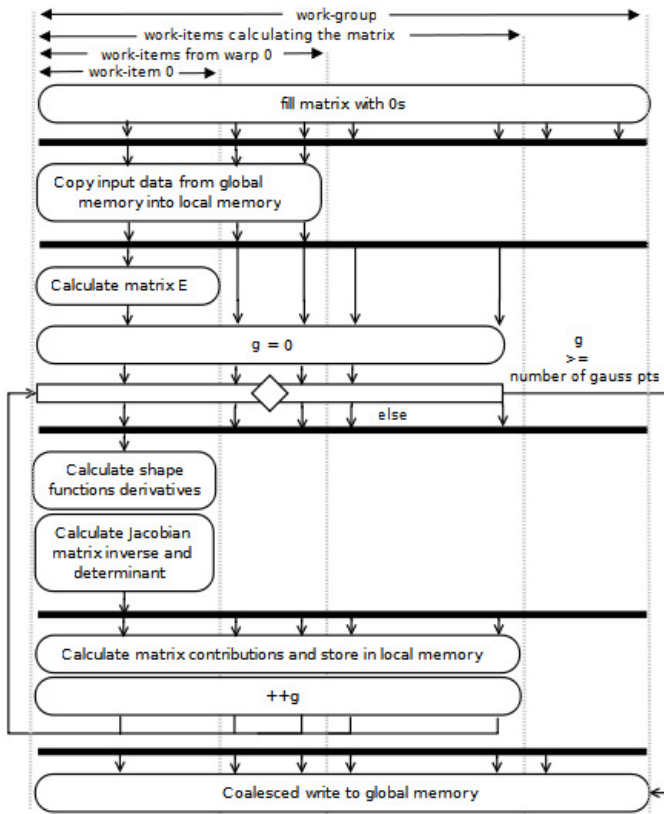 work-group
work-items calculating the matrix
work-items from warp 0
work-item 0
fill matrix with 0s
Copy input data from global
memory into local memory
Calculate matrix E
g = 0
g
>=
number of gauss pts
else
Calculate shape
functions derivatives
Calculate Jacobian
matrix inverse and
determinant
Calculate matrix contributions and store in local memory
++g
Coalesced write to global memory